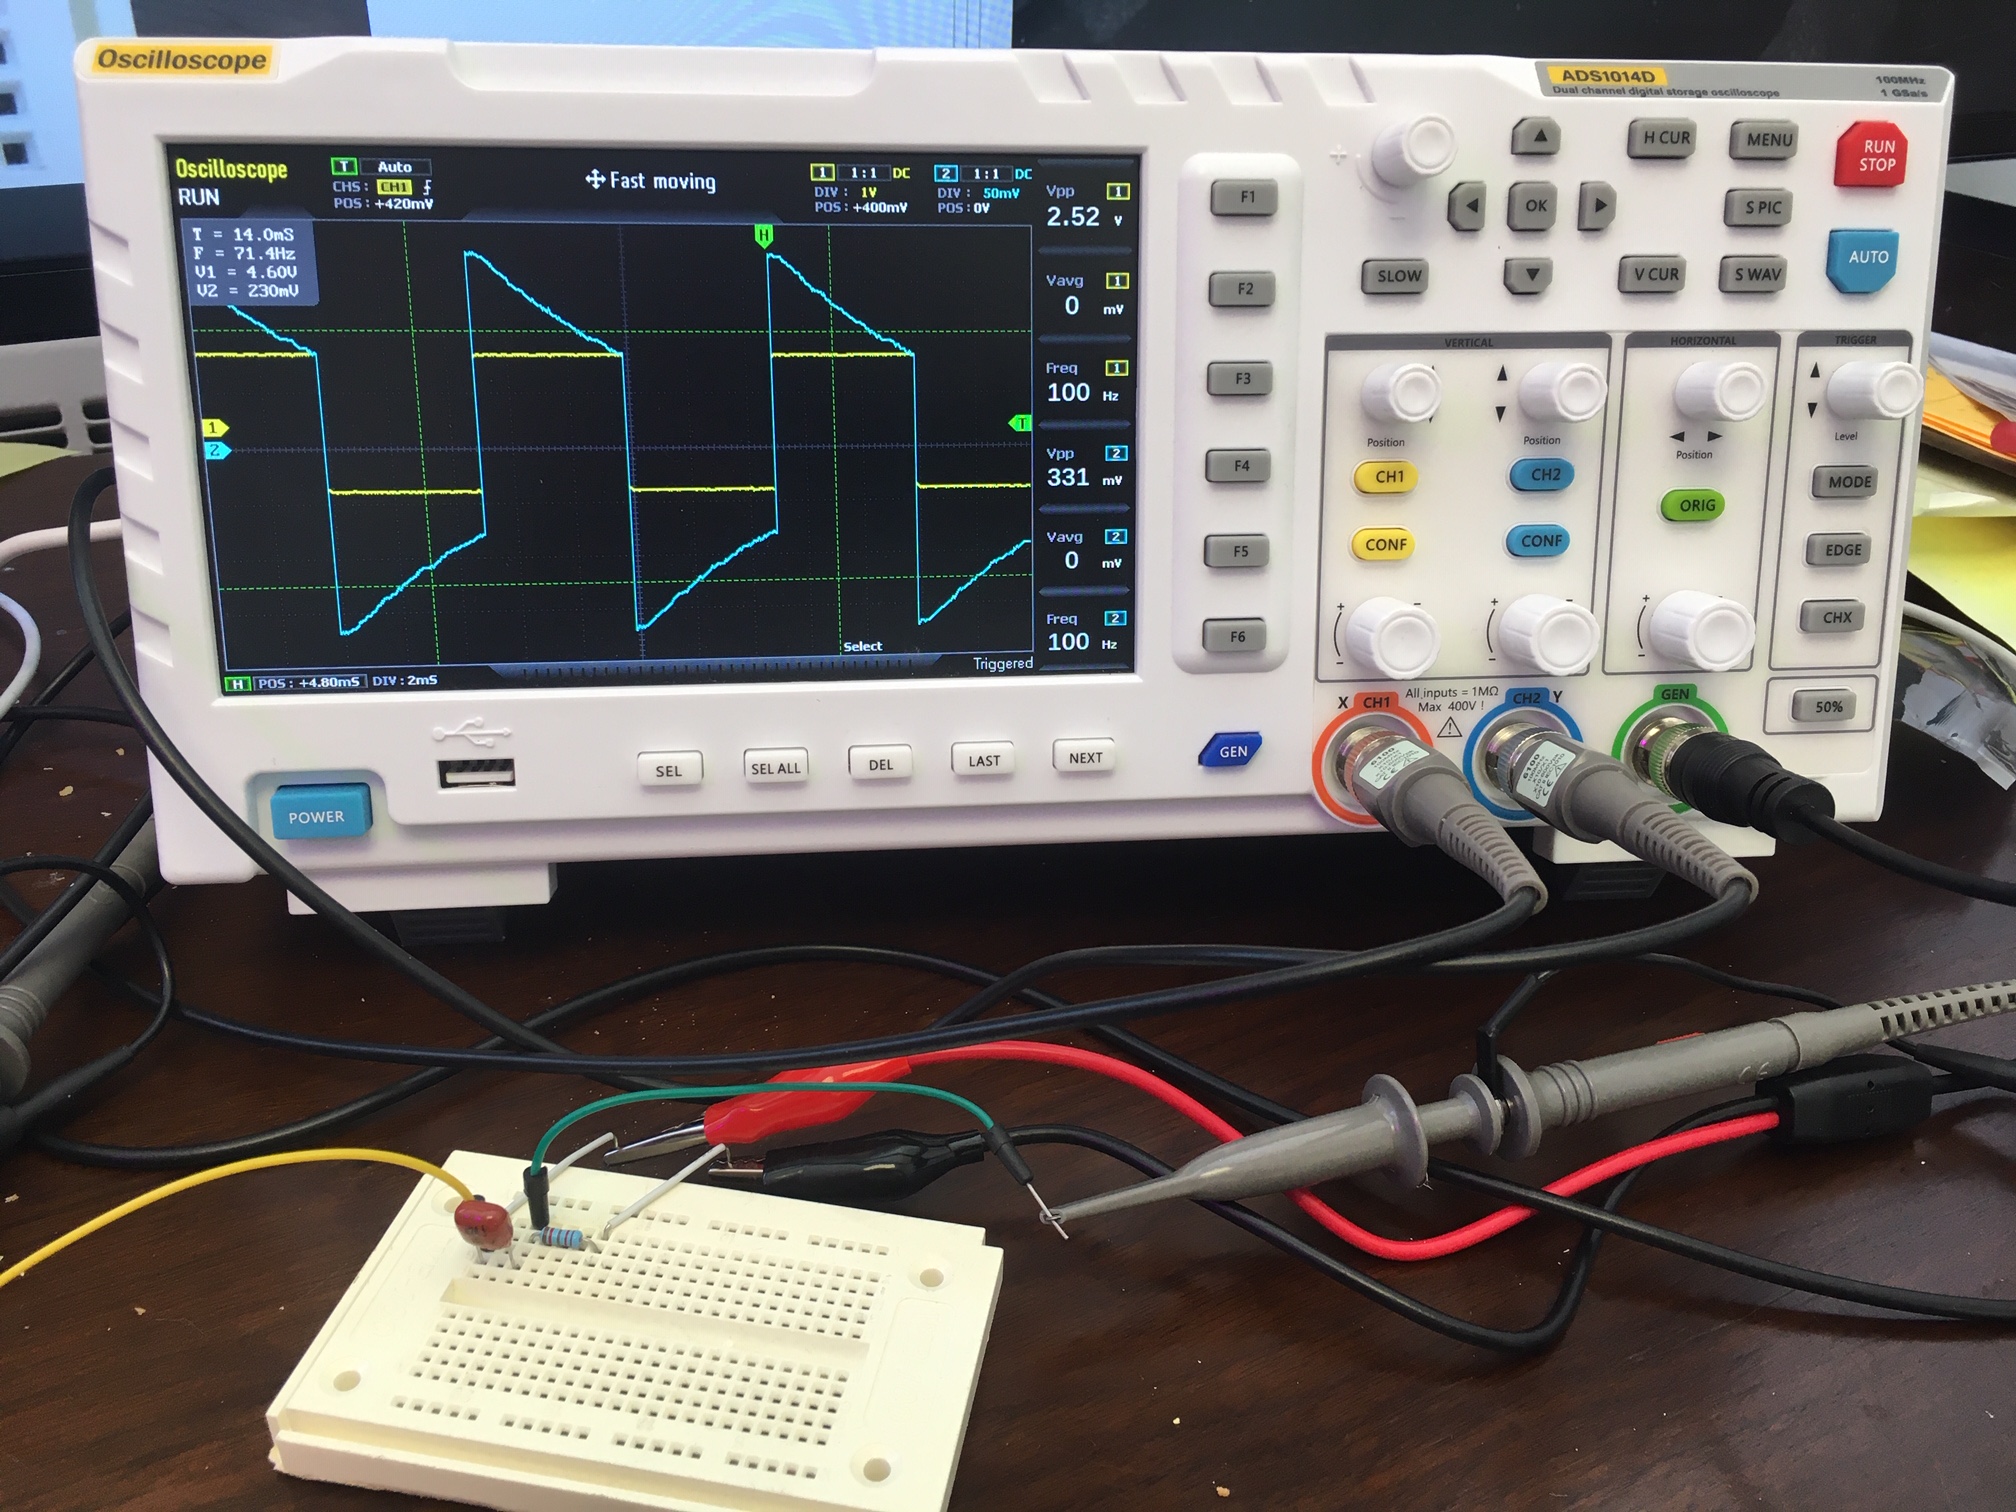 Oscilloscope
ADS1014D
Dual channel digital storage oscilloscope
100MHz
1 GSa/s
Oscilloscope
RUN
T Auto
CHS: CH1
POS: +420mV
Fast moving
1 1:1 DC
DIV: 1V
POS: +400mV
2 1:1 DC
DIV: 50mV
POS: 0V
T = 14.0mS
F = 71.4Hz
V1 = 4.60V
V2 = 230mV
H
1
2
T
Vpp 1
2.52 V
Vavg 1
0 mV
Freq 1
100 Hz
Vpp 2
331 mV
Vavg 2
0 mV
Freq 2
100 Hz
Select
Triggered
H POS: +4.80mS DIV: 2mS
F1
F2
F3
F4
F5
F6
H CUR
MENU
RUN
STOP
OK
S PIC
SLOW
V CUR
S WAV
AUTO
VERTICAL
HORIZONTAL
TRIGGER
Position
Position
Position
Level
CH1
CH2
ORIG
MODE
CONF
CONF
EDGE
CHX
50%
X CH1
All inputs = 1MΩ
Max 400V !
CH2 Y
GEN
GEN
POWER
SEL
SEL ALL
DEL
LAST
NEXT
6100
6100